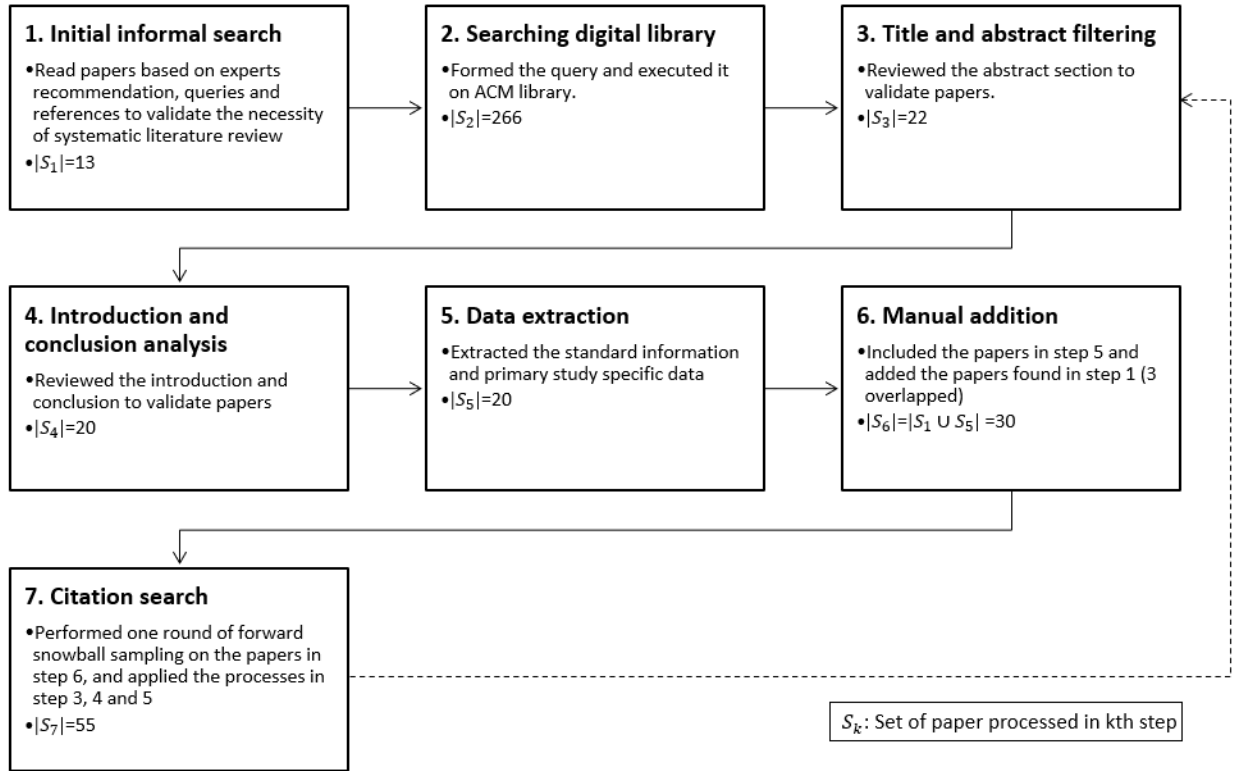 1. Initial informal search
•Read papers based on experts
recommendation, queries and
references to validate the necessity
of systematic literature review
•|S₁|=13
2. Searching digital library
•Formed the query and executed it
on ACM library.
•|S₂|=266
3. Title and abstract filtering
•Reviewed the abstract section to
validate papers.
•|S₃|=22
4. Introduction and
conclusion analysis
•Reviewed the introduction and
conclusion to validate papers
•|S₄|=20
5. Data extraction
•Extracted the standard information
and primary study specific data
•|S₅|=20
6. Manual addition
•Included the papers in step 5 and
added the papers found in step 1 (3
overlapped)
•|S₆|=|S₁ ∪ S₅| =30
7. Citation search
•Performed one round of forward
snowball sampling on the papers in
step 6, and applied the processes in
step 3, 4 and 5
•|S₇|=55
Sₖ: Set of paper processed in kth step